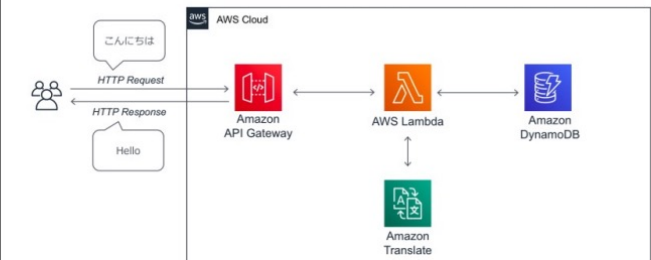 aws
AWS Cloud
こんにちは
HTTP Request
HTTP Response
Hello
Amazon
API Gateway
AWS Lambda
Amazon
DynamoDB
Amazon
Translate